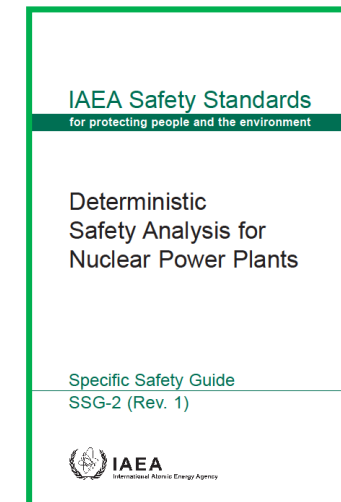 IAEA Safety Standards
for protecting people and the environment
Deterministic
Safety Analysis for
Nuclear Power Plants
Specific Safety Guide
SSG-2 (Rev. 1)
IAEA
International Atomic Energy Agency